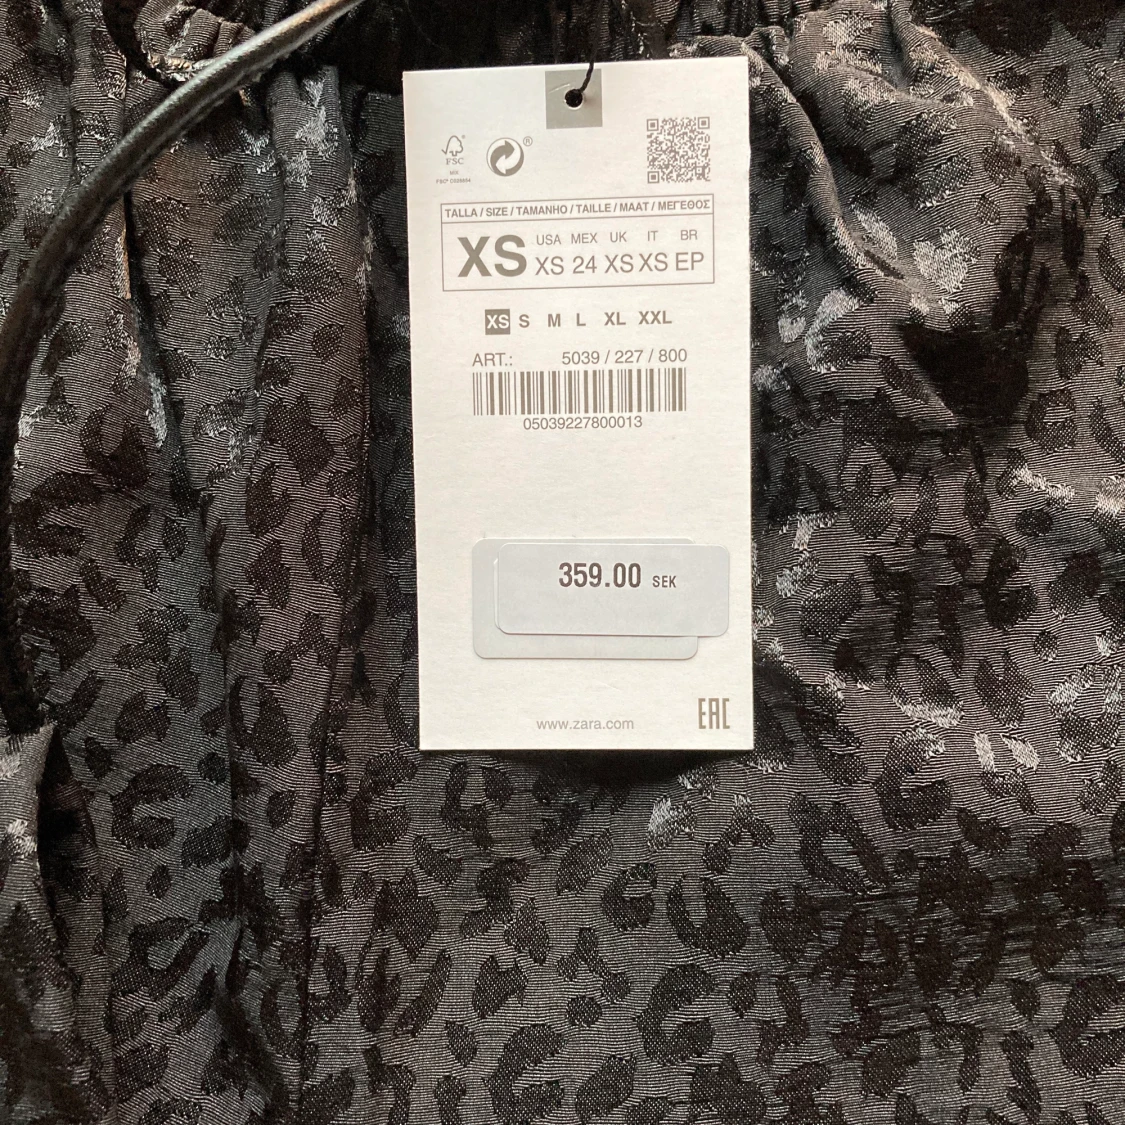 FSC
MIX
®
TALLA / SIZE / TAMANHO / TAILLE / MAAT / ΜΕΓΕΘΟΣ
XS
USA MEX UK IT BR
XS 24 XS XS EP
XS S M L XL XXL
ART.: 5039 / 227 / 800
05039227800013
359.00 SEK
www.zara.com
EAC